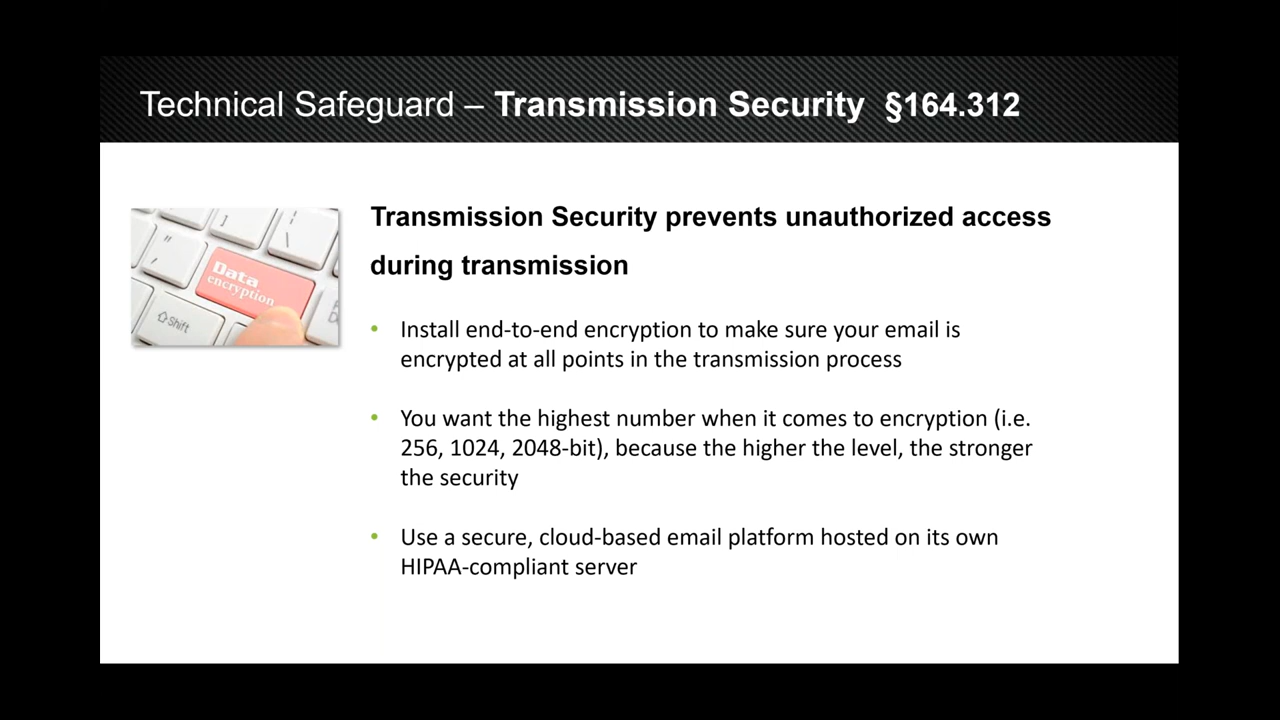 Technical Safeguard – Transmission Security §164.312
Data
encryption
Shift
Transmission Security prevents unauthorized access
during transmission
• Install end-to-end encryption to make sure your email is
encrypted at all points in the transmission process
• You want the highest number when it comes to encryption (i.e.
256, 1024, 2048-bit), because the higher the level, the stronger
the security
• Use a secure, cloud-based email platform hosted on its own
HIPAA-compliant server